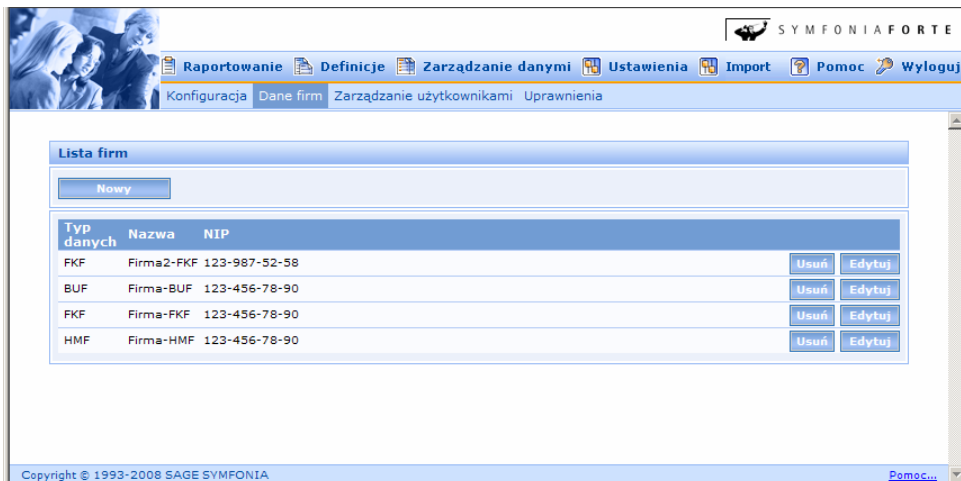 SYMFONIAFORTE
Raportowanie Definicje Zarządzanie danymi Ustawienia Import Pomoc Wyloguj
Konfiguracja Dane firm Zarządzanie użytkownikami Uprawnienia
Lista firm
Nowy
Typ danych Nazwa NIP
FKF Firma2-FKF 123-987-52-58 Usuń Edytuj
BUF Firma-BUF 123-456-78-90 Usuń Edytuj
FKF Firma-FKF 123-456-78-90 Usuń Edytuj
HMF Firma-HMF 123-456-78-90 Usuń Edytuj
Copyright © 1993-2008 SAGE SYMFONIA Pomoc...